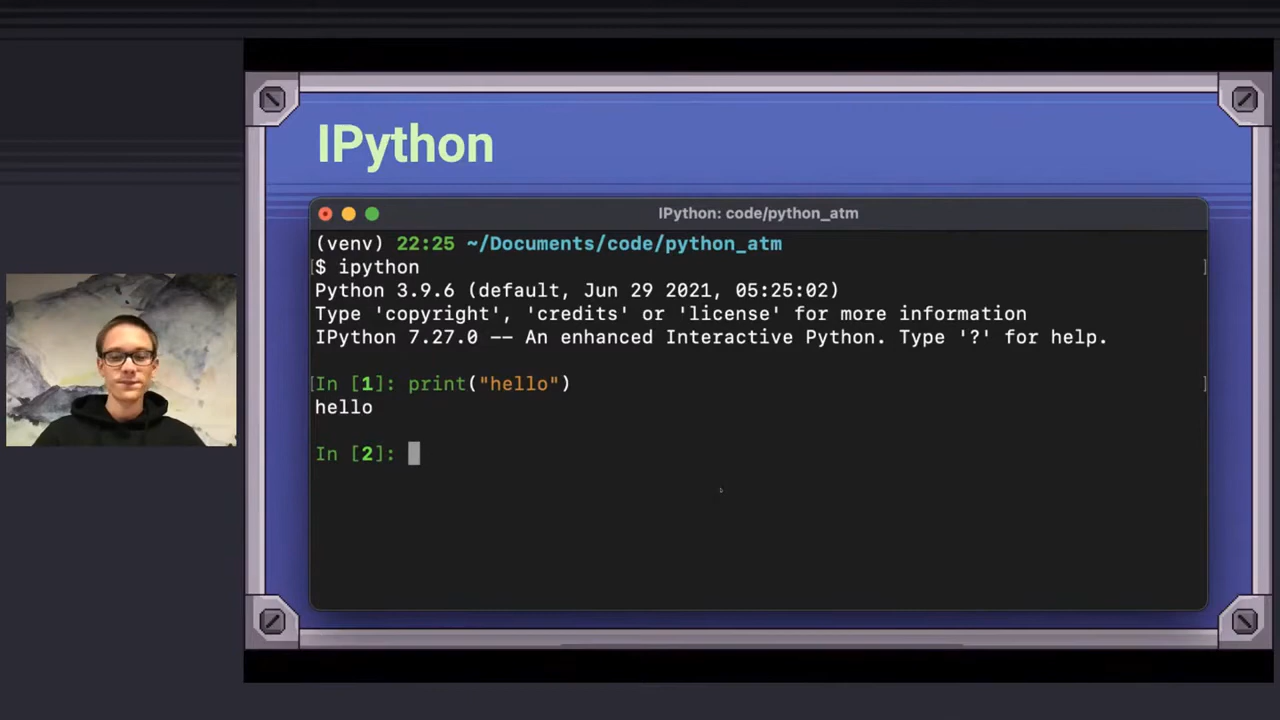 IPython
IPython: code/python_atm
(venv) 22:25 ~/Documents/code/python_atm
[$ ipython ]
Python 3.9.6 (default, Jun 29 2021, 05:25:02)
Type 'copyright', 'credits' or 'license' for more information
IPython 7.27.0 -- An enhanced Interactive Python. Type '?' for help.
[In [1]: print("hello") ]
hello
In [2]: